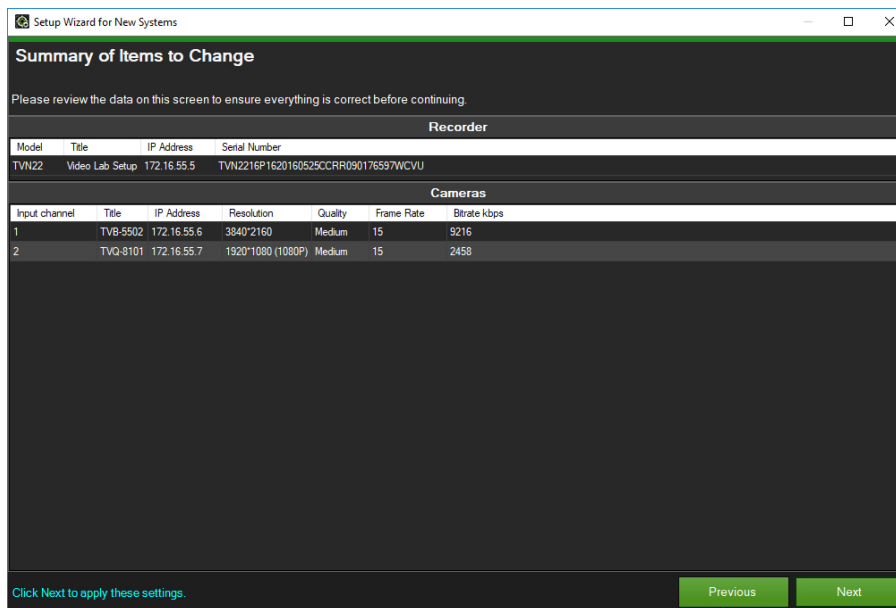 Setup Wizard for New Systems
Summary of Items to Change
Please review the data on this screen to ensure everything is correct before continuing.
Recorder
Model Title IP Address Serial Number
TVN22 Video Lab Setup 172.16.55.5 TVN2216P1620160525CCRR090176597WCVU
Cameras
Input channel Title IP Address Resolution Quality Frame Rate Bitrate kbps
1 TVB-5502 172.16.55.6 3840*2160 Medium 15 9216
2 TVQ-8101 172.16.55.7 1920*1080 (1080P) Medium 15 2458
Click Next to apply these settings. Previous Next